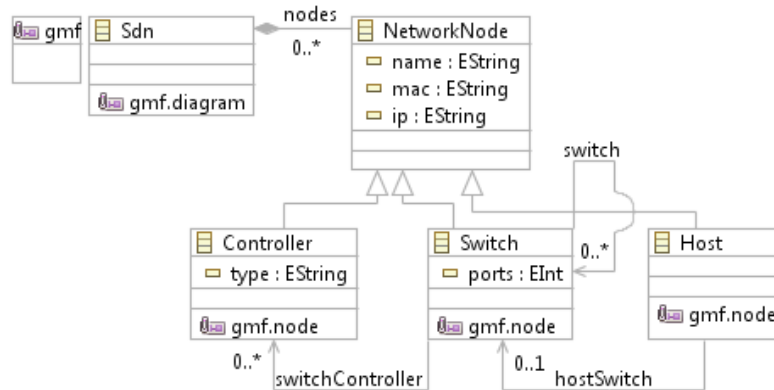 nodes
gmf
Sdn
NetworkNode
0..*
name : EString
mac : EString
gmf.diagram
ip : EString
switch
Controller
Switch
Host
0..*
type : EString
ports : EInt
gmf.node
gmf.node
gmf.node
0..*
switchController
0..1
hostSwitch